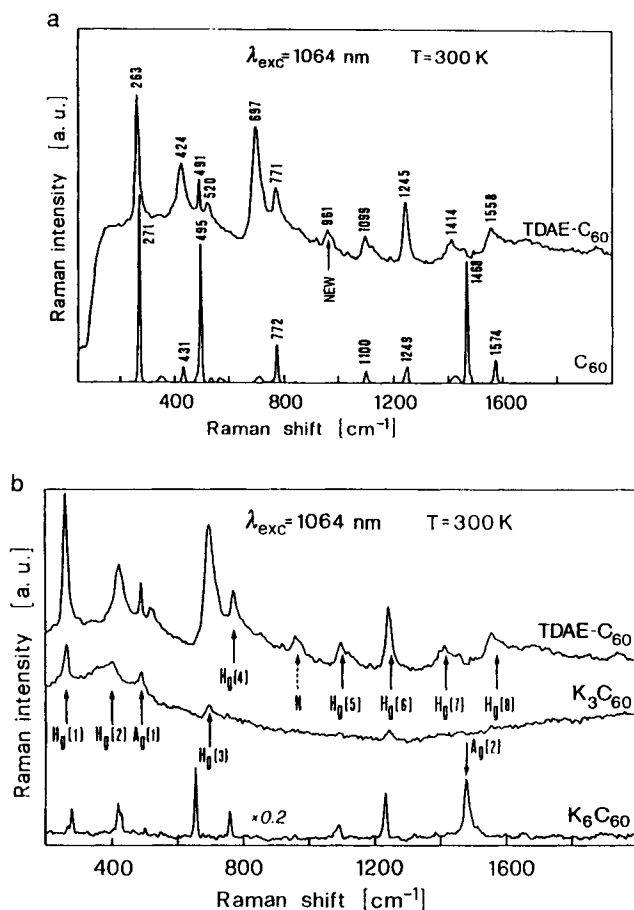 a
λexc=1064 nm T=300 K
Raman intensity [a. u.]
263
271
424
431
491
495
520
697
771
772
961
NEW
1099
1100
1245
1249
1414
1468
1558
1574
TDAE-C60
C60
400 800 1200 1600
Raman shift [cm-1]
b
λexc=1064 nm T=300 K
Raman intensity [a. u.]
TDAE-C60
Hg(4) N Hg(5) Hg(6) Hg(7) Hg(8)
K3C60
Hg(1) Hg(2) Ag(1) Hg(3) Ag(2)
×0.2
K6C60
400 800 1200 1600
Raman shift [cm-1]